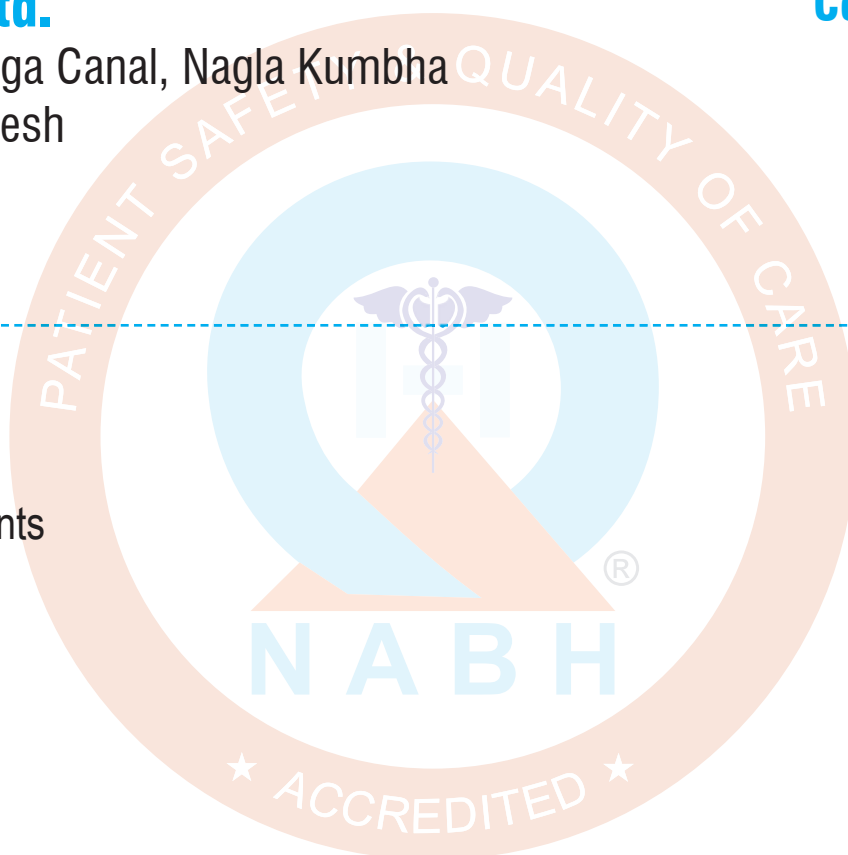 td.
ga Canal, Nagla Kumbha
esh
nts
PATIENT SAFETY & QUALITY OF CARE
H
®
NABH
★ ACCREDITED ★